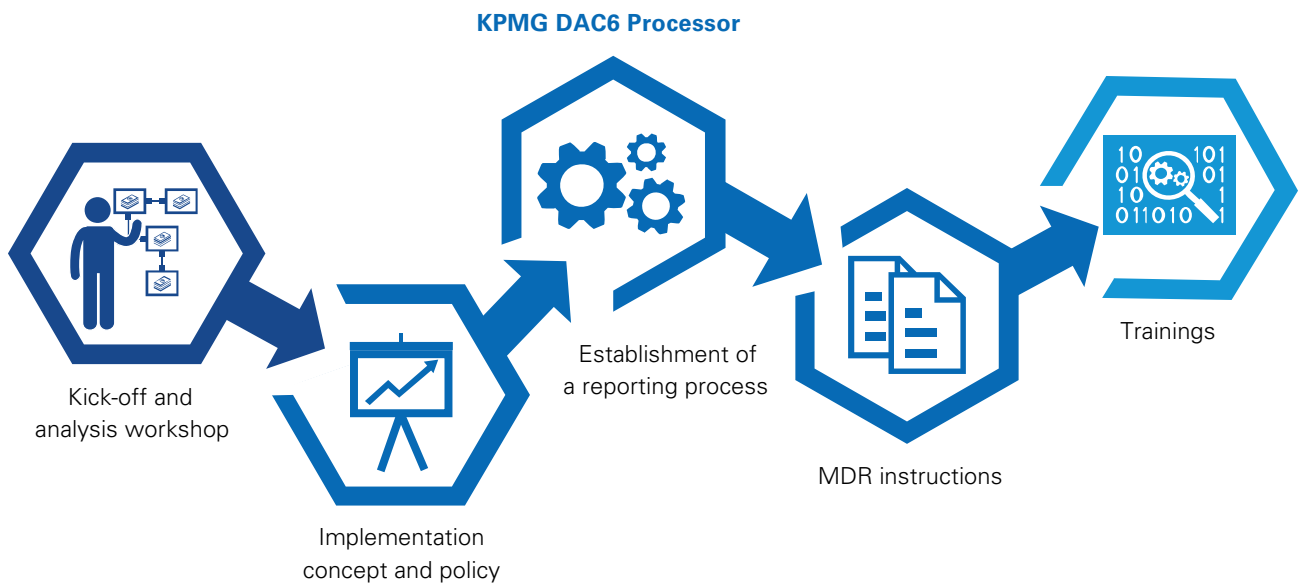 KPMG DAC6 Processor
Kick-off and
analysis workshop
Implementation
concept and policy
Establishment of
a reporting process
MDR instructions
10 101
01 01
10 1
011010 1
Trainings